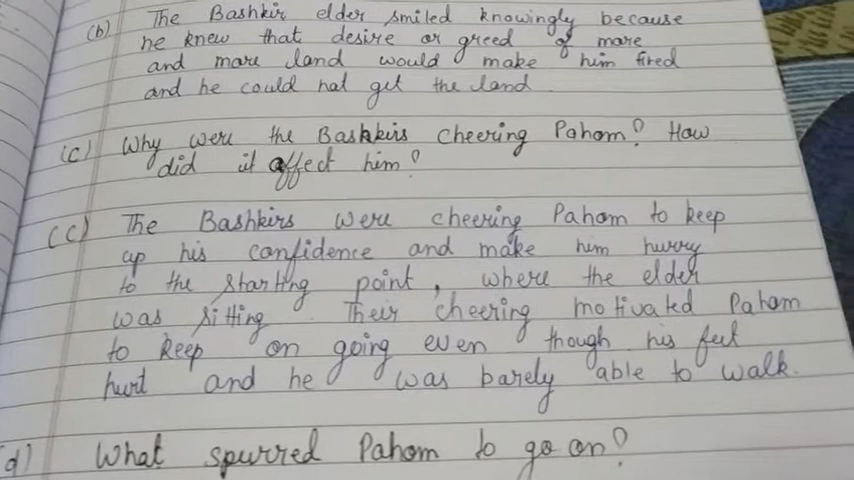 (b) The Bashkir elder smiled knowingly because
he knew that desire or greed of more
and more land would make him tired
and he could not get the land
(c) Why were the Bashkirs cheering Pahom? How
did it affect him?
(c) The Bashkirs were cheering Pahom to keep
up his confidence and make him hurry
to the starting point, where the elder
was sitting. Their cheering motivated Pahom
to keep on going even though his feet
hurt and he was barely able to walk.
(d) What spurred Pahom to go on?